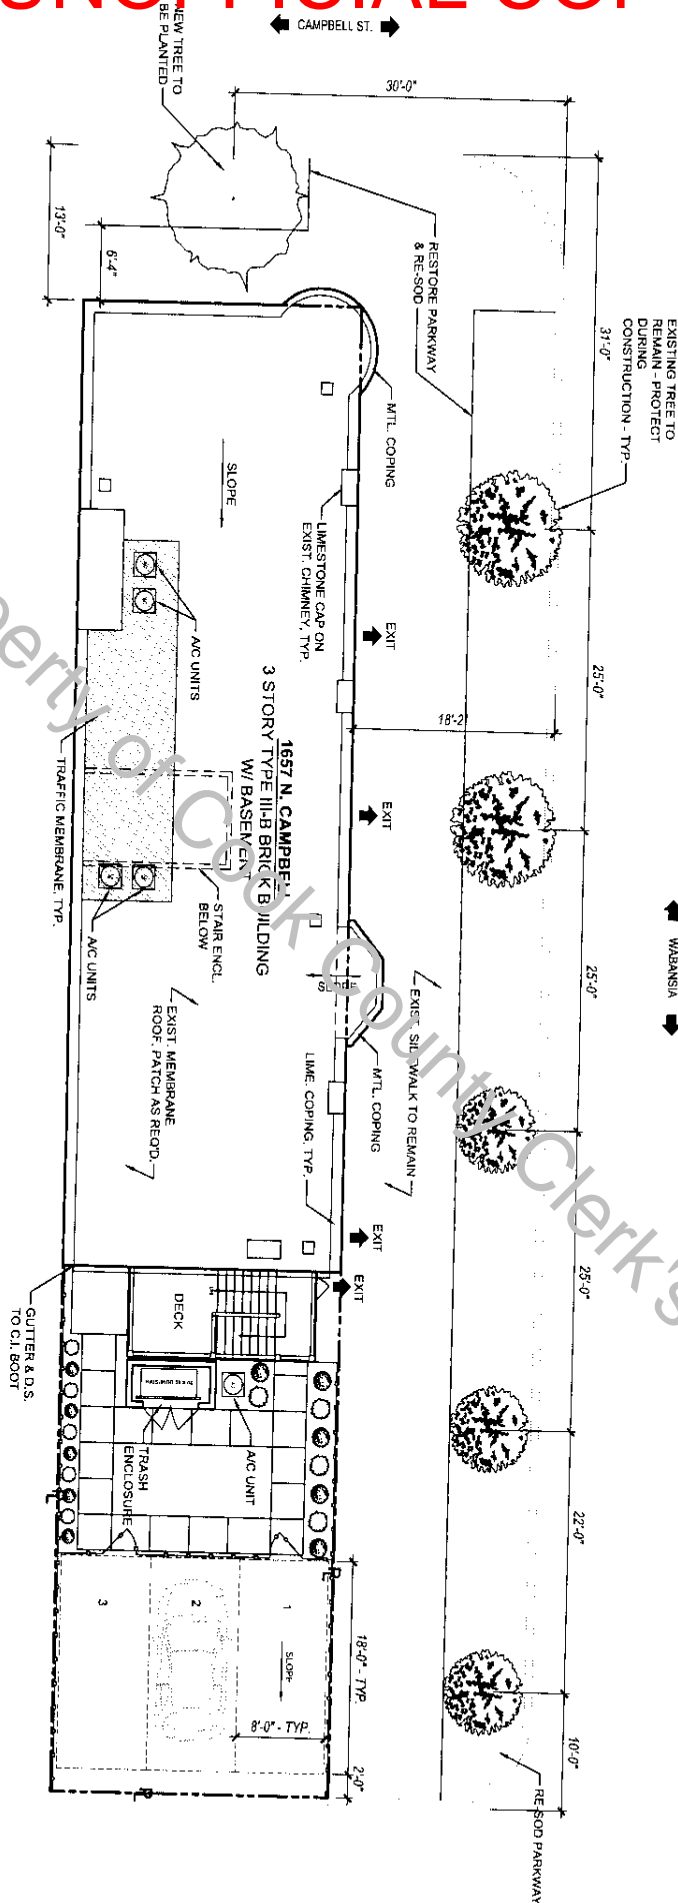 UNOFFICIAL COP
CAMPBELL ST.
NEW TREE TO
BE PLANTED
30'-0"
13'-0"
6'-4"
RESTORE PARKWAY
& RE-SOD
EXISTING TREE TO
REMAIN - PROTECT
DURING
CONSTRUCTION - TYP.
31'-0"
MTL. COPING
SLOPE
LIMESTONE CAP ON
EXIST. CHIMNEY, TYP.
EXIT
A/C UNITS
25'-0"
18'-2
1657 N. CAMPBELL
3 STORY TYPE III-B BRICK BUILDING
W/ BASEMENT
TRAFFIC MEMBRANE, TYP.
EXIT
STAIR ENCL.
BELOW
A/C UNITS
WABANSIA
25'-0"
SLOPE
EXIST. SIDEWALK TO REMAIN
EXIST. MEMBRANE
ROOF. PATCH AS REQ'D.
MTL. COPING
LIME. COPING, TYP.
EXIT
EXIT
25'-0"
DECK
GUTTER & D.S.
TO C.I. BOOT
TRASH
ENCLOSURE
A/C UNIT
22'-0"
1
2
3
SLOPE
18'-0" - TYP.
8'-0" - TYP.
2'-0"
10'-0"
RE-SOD PARKWAY
perty of Cook County Clerk's